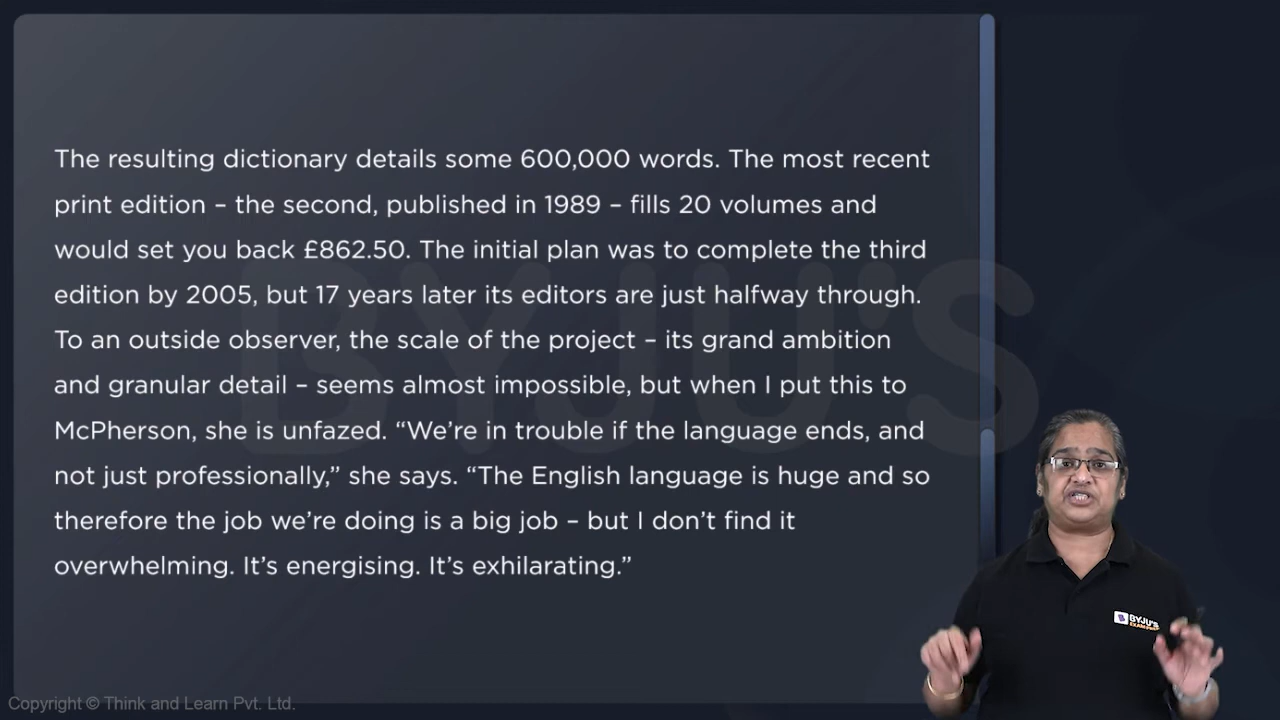 The resulting dictionary details some 600,000 words. The most recent
print edition – the second, published in 1989 – fills 20 volumes and
would set you back £862.50. The initial plan was to complete the third
edition by 2005, but 17 years later its editors are just halfway through.
To an outside observer, the scale of the project – its grand ambition
and granular detail – seems almost impossible, but when I put this to
McPherson, she is unfazed. “We’re in trouble if the language ends, and
not just professionally,” she says. “The English language is huge and so
therefore the job we’re doing is a big job – but I don’t find it
overwhelming. It’s energising. It’s exhilarating.”
BYJU'S
BYJU'S
EXAM PREP
Copyright © Think and Learn Pvt. Ltd.